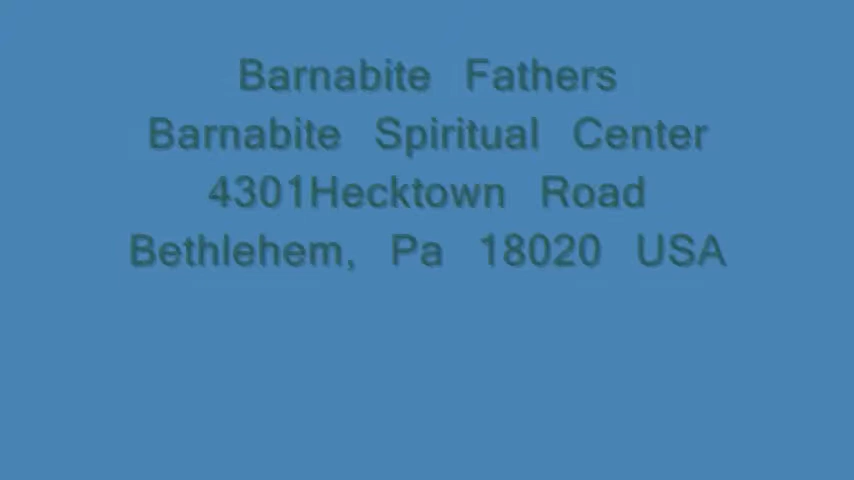 Barnabite Fathers
Barnabite Spiritual Center
4301Hecktown Road
Bethlehem, Pa 18020 USA